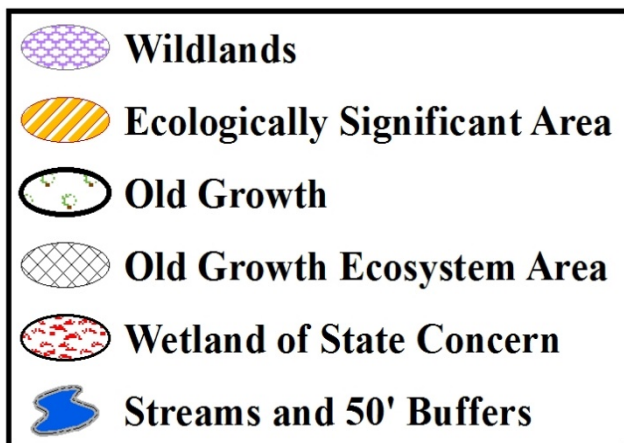 Wildlands
Ecologically Significant Area
Old Growth
Old Growth Ecosystem Area
Wetland of State Concern
Streams and 50' Buffers